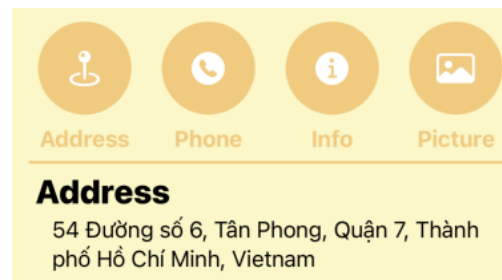 Address Phone Info Picture
Address
54 Đường số 6, Tân Phong, Quận 7, Thành
phố Hồ Chí Minh, Vietnam